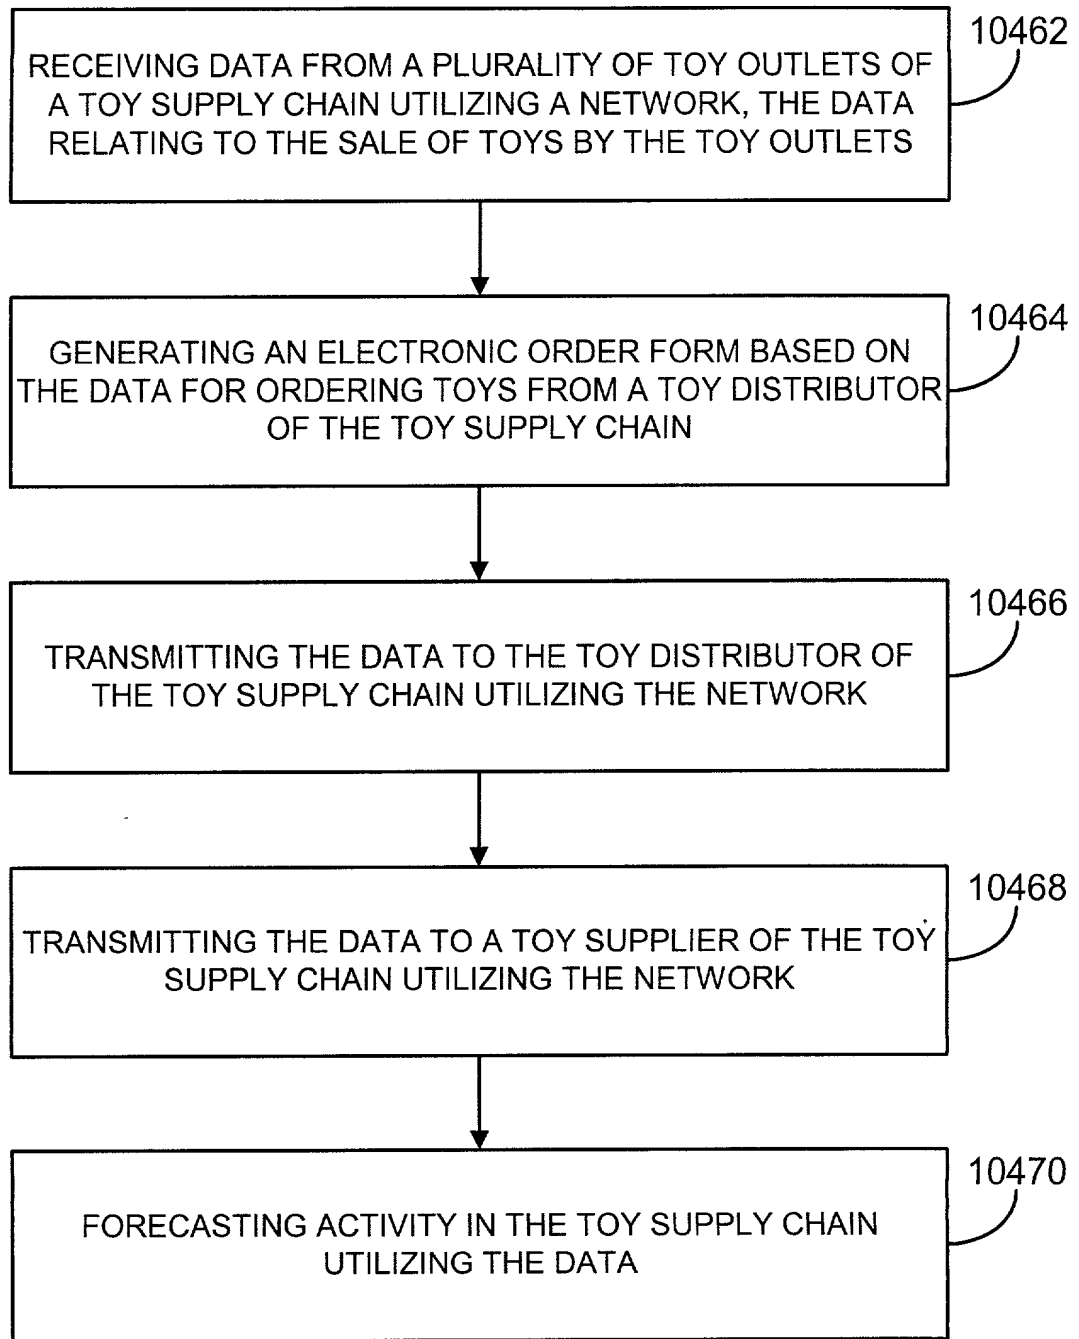 10462
RECEIVING DATA FROM A PLURALITY OF TOY OUTLETS OF
A TOY SUPPLY CHAIN UTILIZING A NETWORK, THE DATA
RELATING TO THE SALE OF TOYS BY THE TOY OUTLETS
10464
GENERATING AN ELECTRONIC ORDER FORM BASED ON
THE DATA FOR ORDERING TOYS FROM A TOY DISTRIBUTOR
OF THE TOY SUPPLY CHAIN
10466
TRANSMITTING THE DATA TO THE TOY DISTRIBUTOR OF
THE TOY SUPPLY CHAIN UTILIZING THE NETWORK
10468
TRANSMITTING THE DATA TO A TOY SUPPLIER OF THE TOY
SUPPLY CHAIN UTILIZING THE NETWORK
10470
FORECASTING ACTIVITY IN THE TOY SUPPLY CHAIN
UTILIZING THE DATA